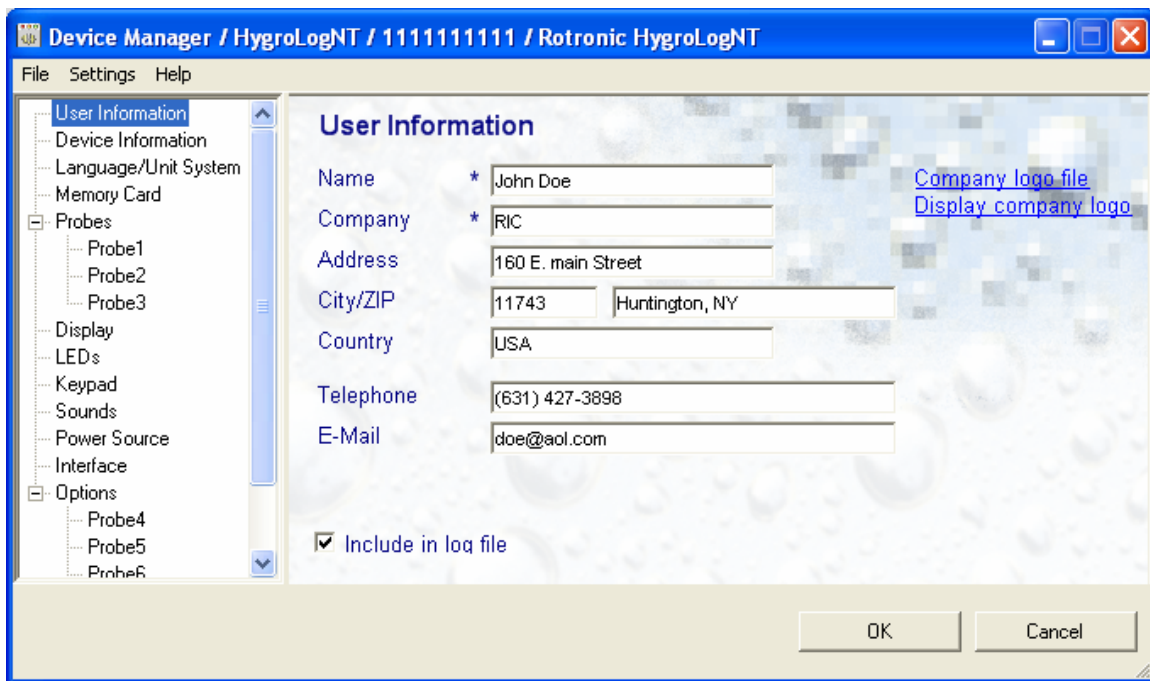 Device Manager / HygroLogNT / 1111111111 / Rotronic HygroLogNT
File Settings Help
User Information
Device Information
Language/Unit System
Memory Card
Probes
Probe1
Probe2
Probe3
Display
LEDs
Keypad
Sounds
Power Source
Interface
Options
Probe4
Probe5
Probe6
User Information
Name * John Doe
Company * RIC
Address 160 E. main Street
City/ZIP 11743 Huntington, NY
Country USA
Telephone (631) 427-3898
E-Mail doe@aol.com
Company logo file
Display company logo
Include in log file
OK Cancel